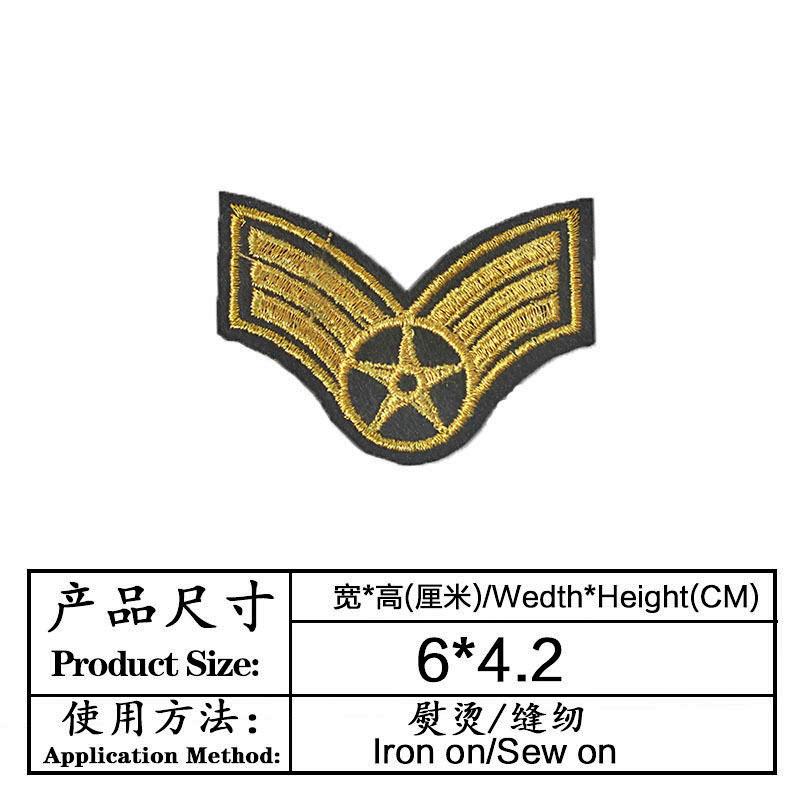 产品尺寸
Product Size:
宽*高(厘米)/Wedth*Height(CM)
6*4.2
使用方法:
Application Method:
熨烫/缝纫
Iron on/Sew on